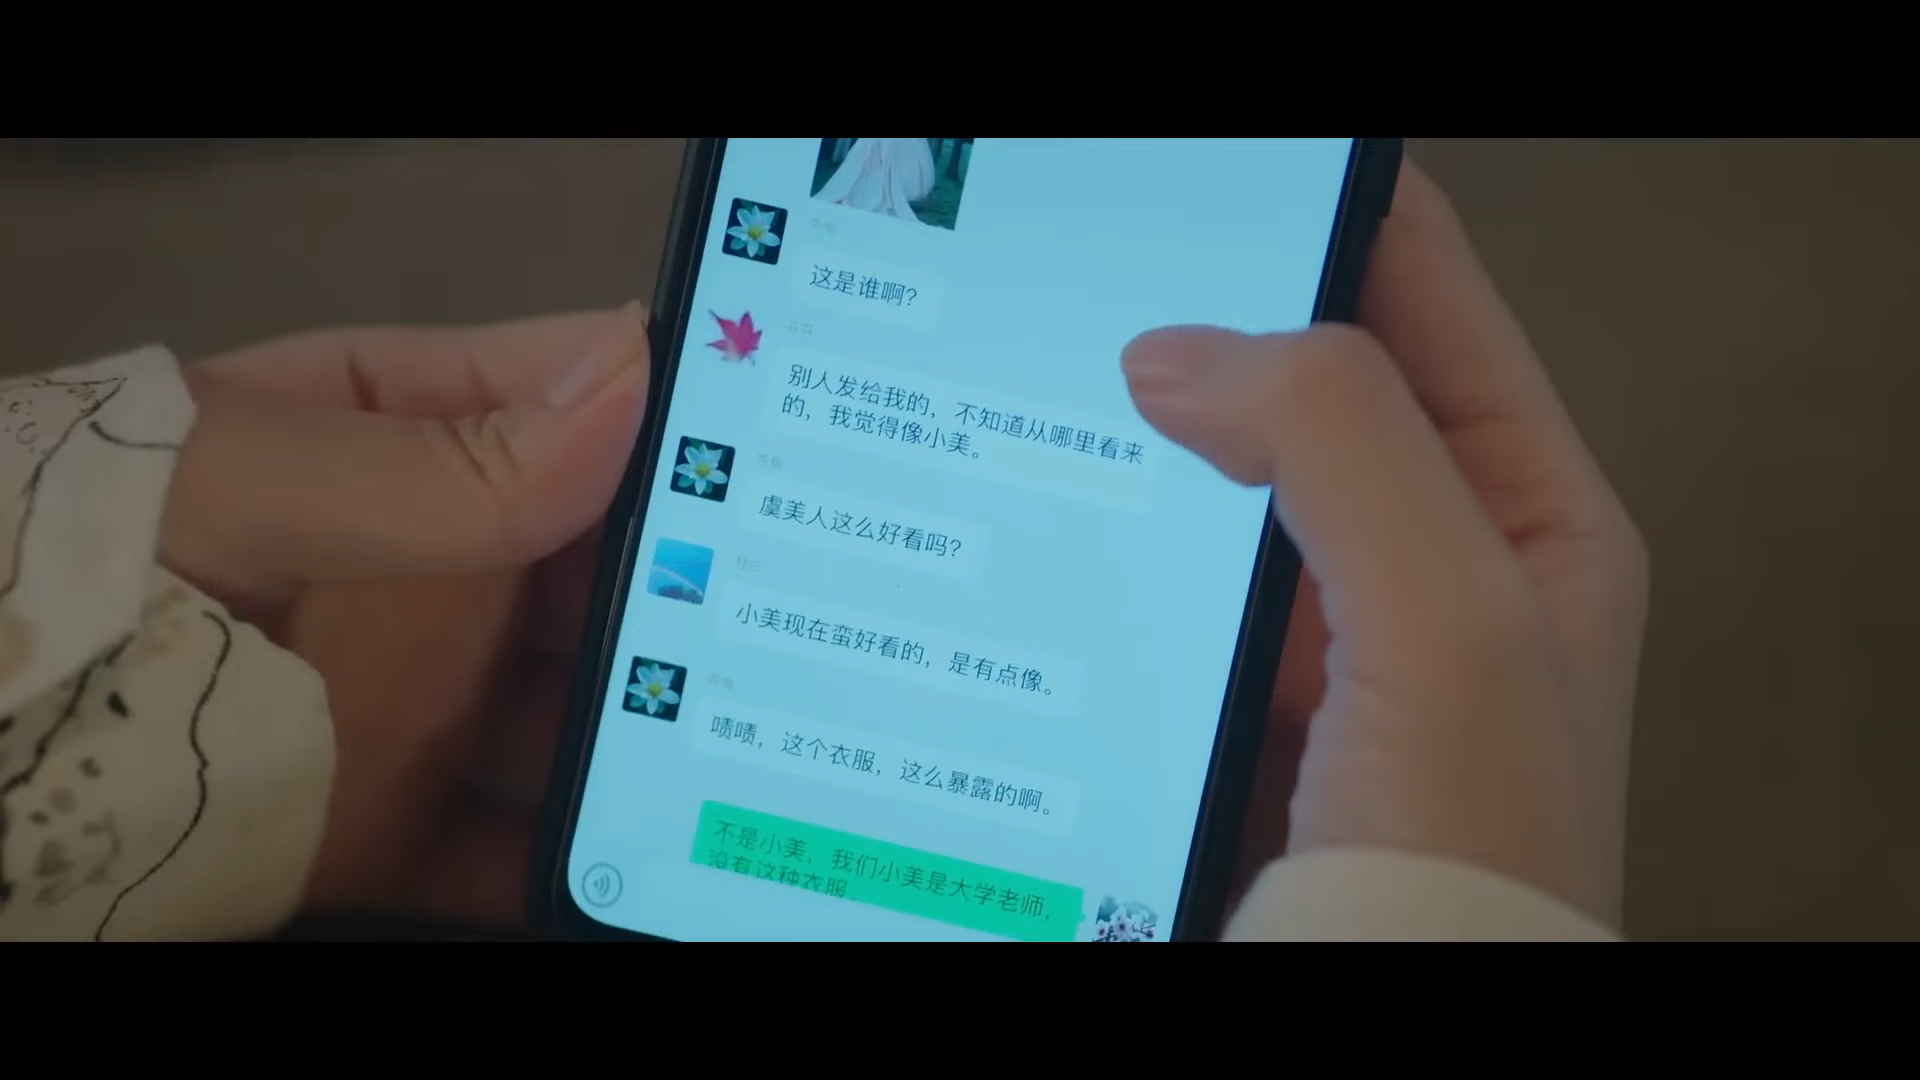 这是谁啊?
别人发给我的，不知道从哪里看来
的，我觉得像小美。
虞美人这么好看吗?
小美现在蛮好看的，是有点像。
啧啧，这个衣服，这么暴露的啊。
不是小美，我们小美是大学老师，
没有这种衣服。